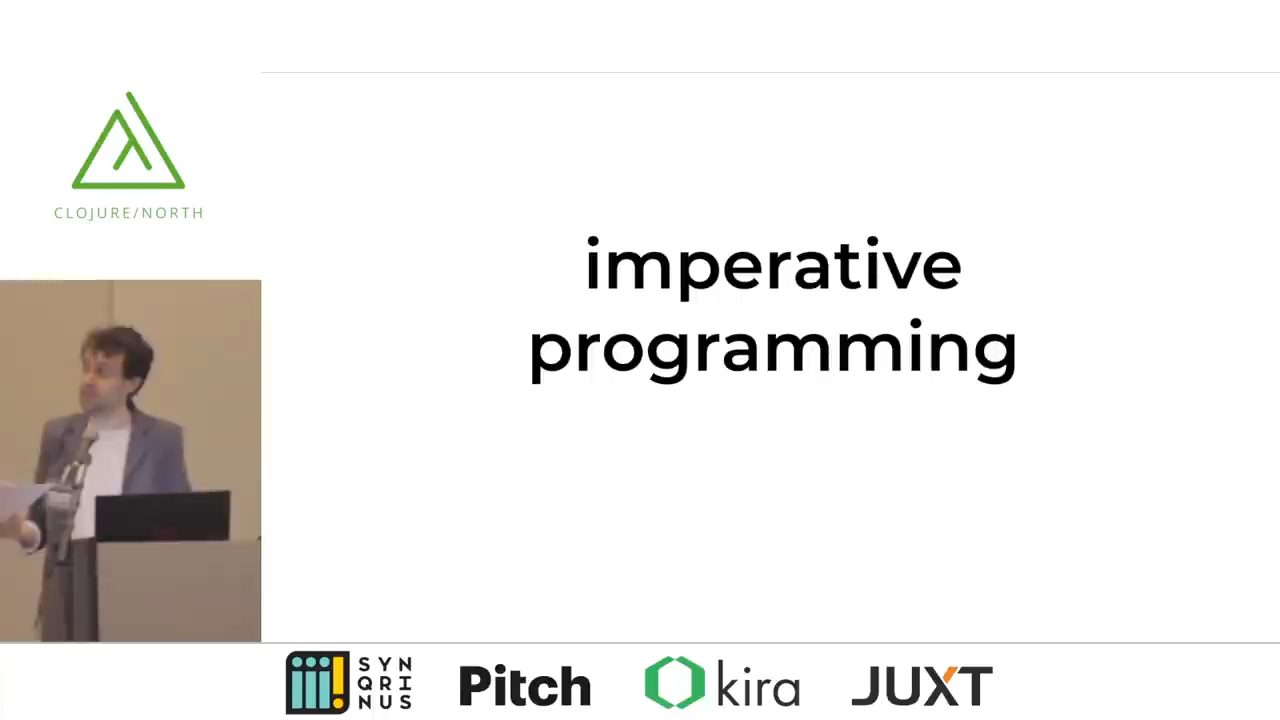 CLOJURE/NORTH
imperative
programming
SYN
QRI
NUS
Pitch
kira
JUXT